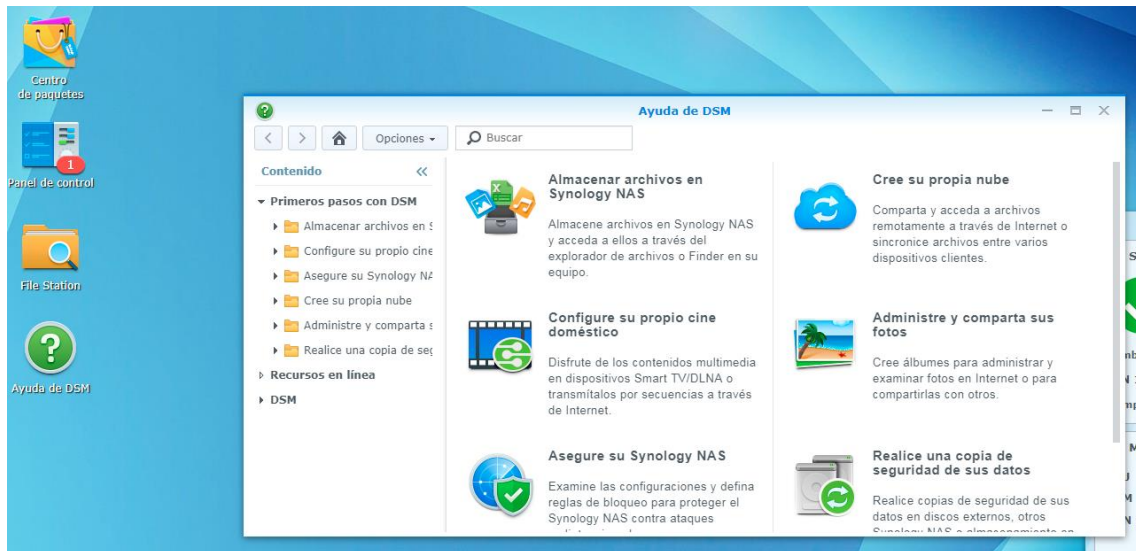 Centro
de paquetes
1
Panel de control
File Station
Ayuda de DSM
Ayuda de DSM
Opciones
Buscar
Contenido
Primeros pasos con DSM
Almacenar archivos en
Configure su propio cine
Asegure su Synology
Cree su propia nube
Administre y comparta
Realice una copia de
Recursos en línea
DSM
Almacenar archivos en
Synology NAS
Almacene archivos en Synology NAS
y acceda a ellos a través del
explorador de archivos o Finder en su
equipo.
Cree su propia nube
Comparta y acceda a archivos
remotamente a través de Internet o
sincronice archivos entre varios
dispositivos clientes.
Configure su propio cine
doméstico
Disfrute de los contenidos multimedia
en dispositivos Smart TV/DLNA o
transmítalos por secuencias a través
de Internet.
Administre y comparta sus
fotos
Cree álbumes para administrar y
examinar fotos en Internet o para
compartirlas con otros.
Asegure su Synology NAS
Examine las configuraciones y defina
reglas de bloqueo para proteger el
Synology NAS contra ataques
Realice una copia de
seguridad de sus datos
Realice copias de seguridad de sus
datos en discos externos, otros
Synology NAS o almacenamiento en